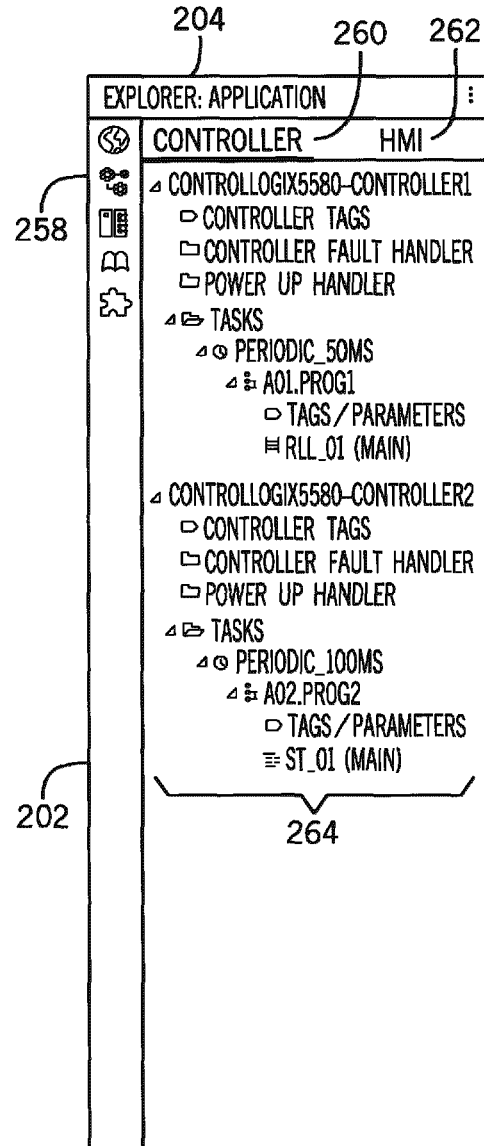 204
260
262
EXPLORER: APPLICATION
CONTROLLER
HMI
258
CONTROLLOGIX5580-CONTROLLER1
CONTROLLER TAGS
CONTROLLER FAULT HANDLER
POWER UP HANDLER
TASKS
PERIODIC_50MS
A01.PROG1
TAGS/PARAMETERS
RLL_01 (MAIN)
CONTROLLOGIX5580-CONTROLLER2
CONTROLLER TAGS
CONTROLLER FAULT HANDLER
POWER UP HANDLER
TASKS
PERIODIC_100MS
A02.PROG2
TAGS/PARAMETERS
ST_01 (MAIN)
202
264